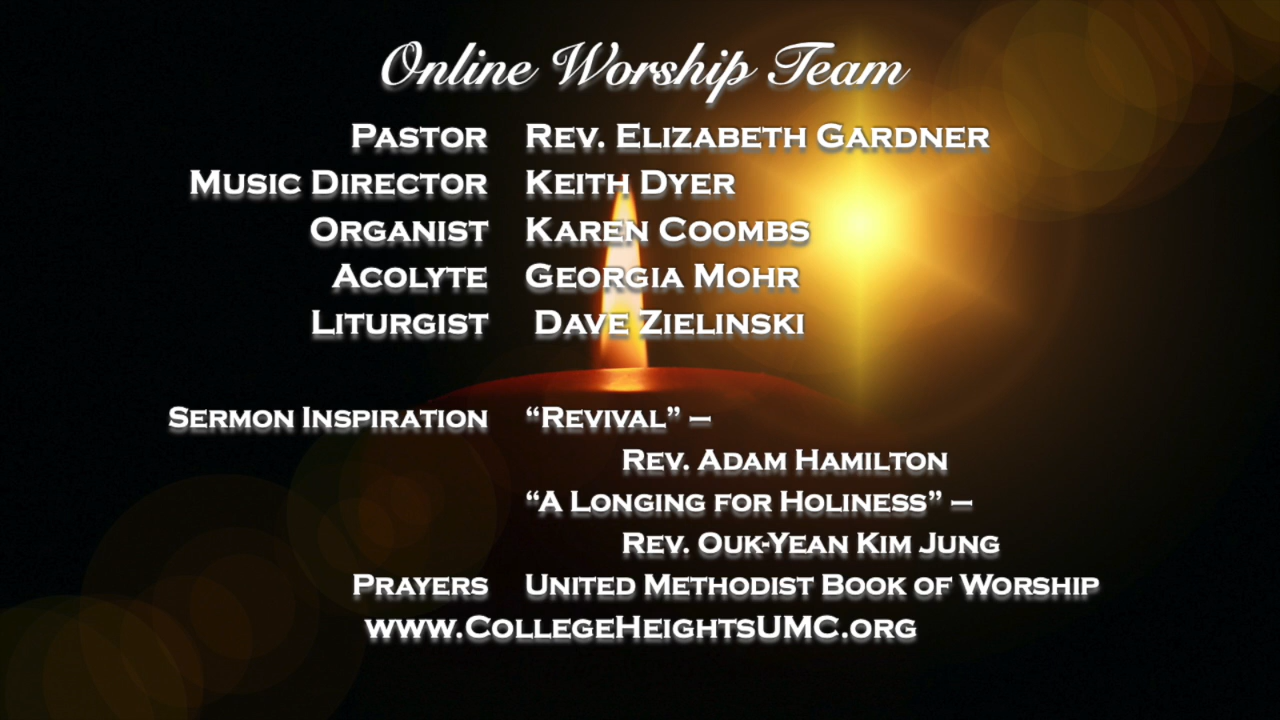 Online Worship Team
Pastor Rev. Elizabeth Gardner
Music Director Keith Dyer
Organist Karen Coombs
Acolyte Georgia Mohr
Liturgist Dave Zielinski
Sermon Inspiration “Revival” –
Rev. Adam Hamilton
“A Longing for Holiness” –
Rev. Ouk-Yean Kim Jung
Prayers United Methodist Book of Worship
www.CollegeHeightsUMC.org